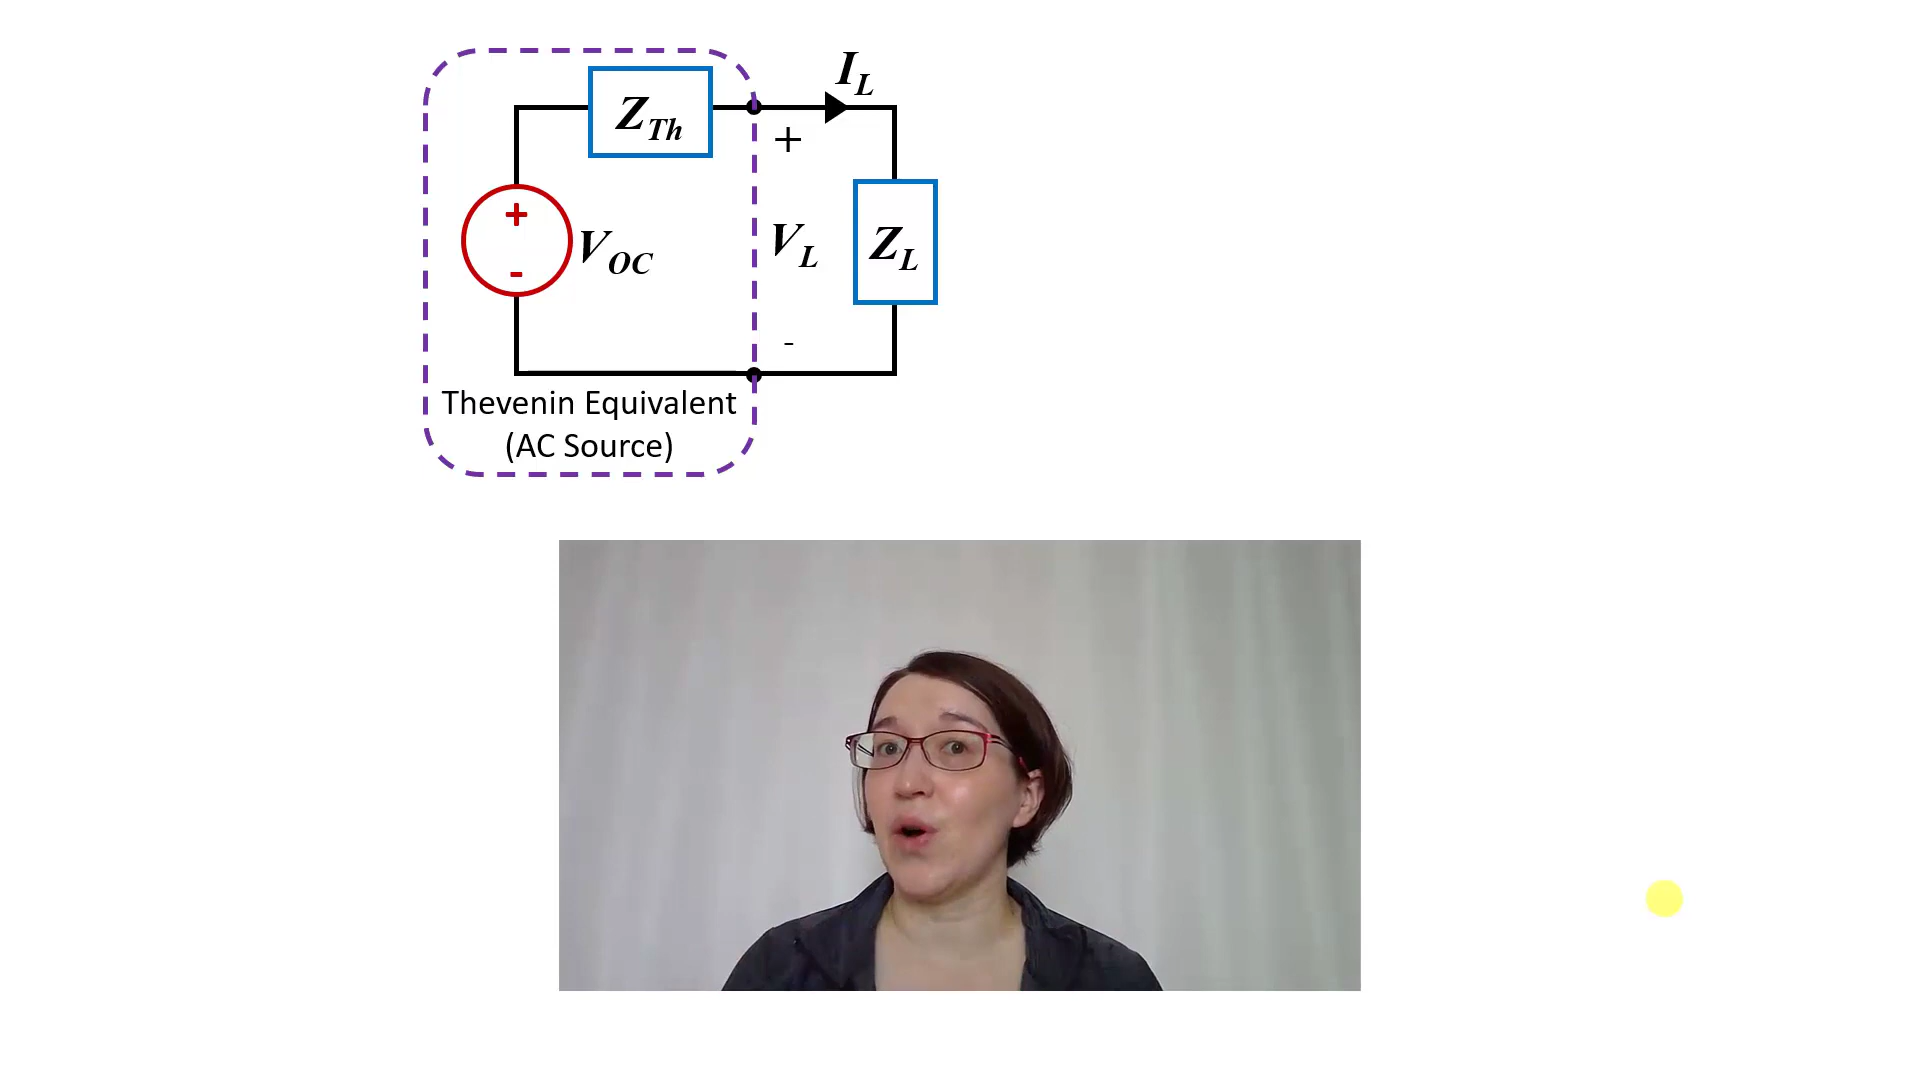 I_L
Z_Th
+
+
V_OC
V_L
Z_L
-
-
Thevenin Equivalent
(AC Source)